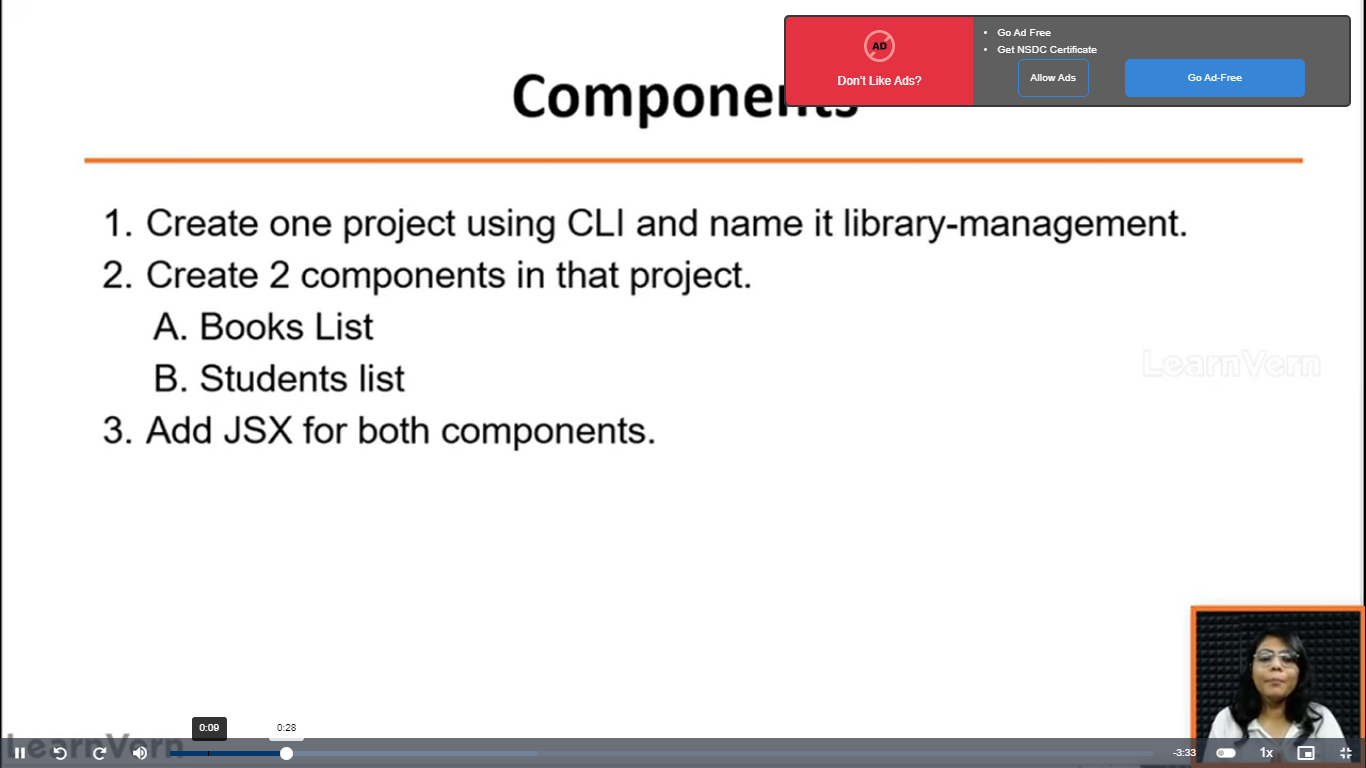 AD
Don't Like Ads?
• Go Ad Free
• Get NSDC Certificate
Allow Ads
Go Ad-Free
Components
1. Create one project using CLI and name it library-management.
2. Create 2 components in that project.
A. Books List
B. Students list
3. Add JSX for both components.
LearnVern
LearnVern
0:09
0:28
-3:33
1x